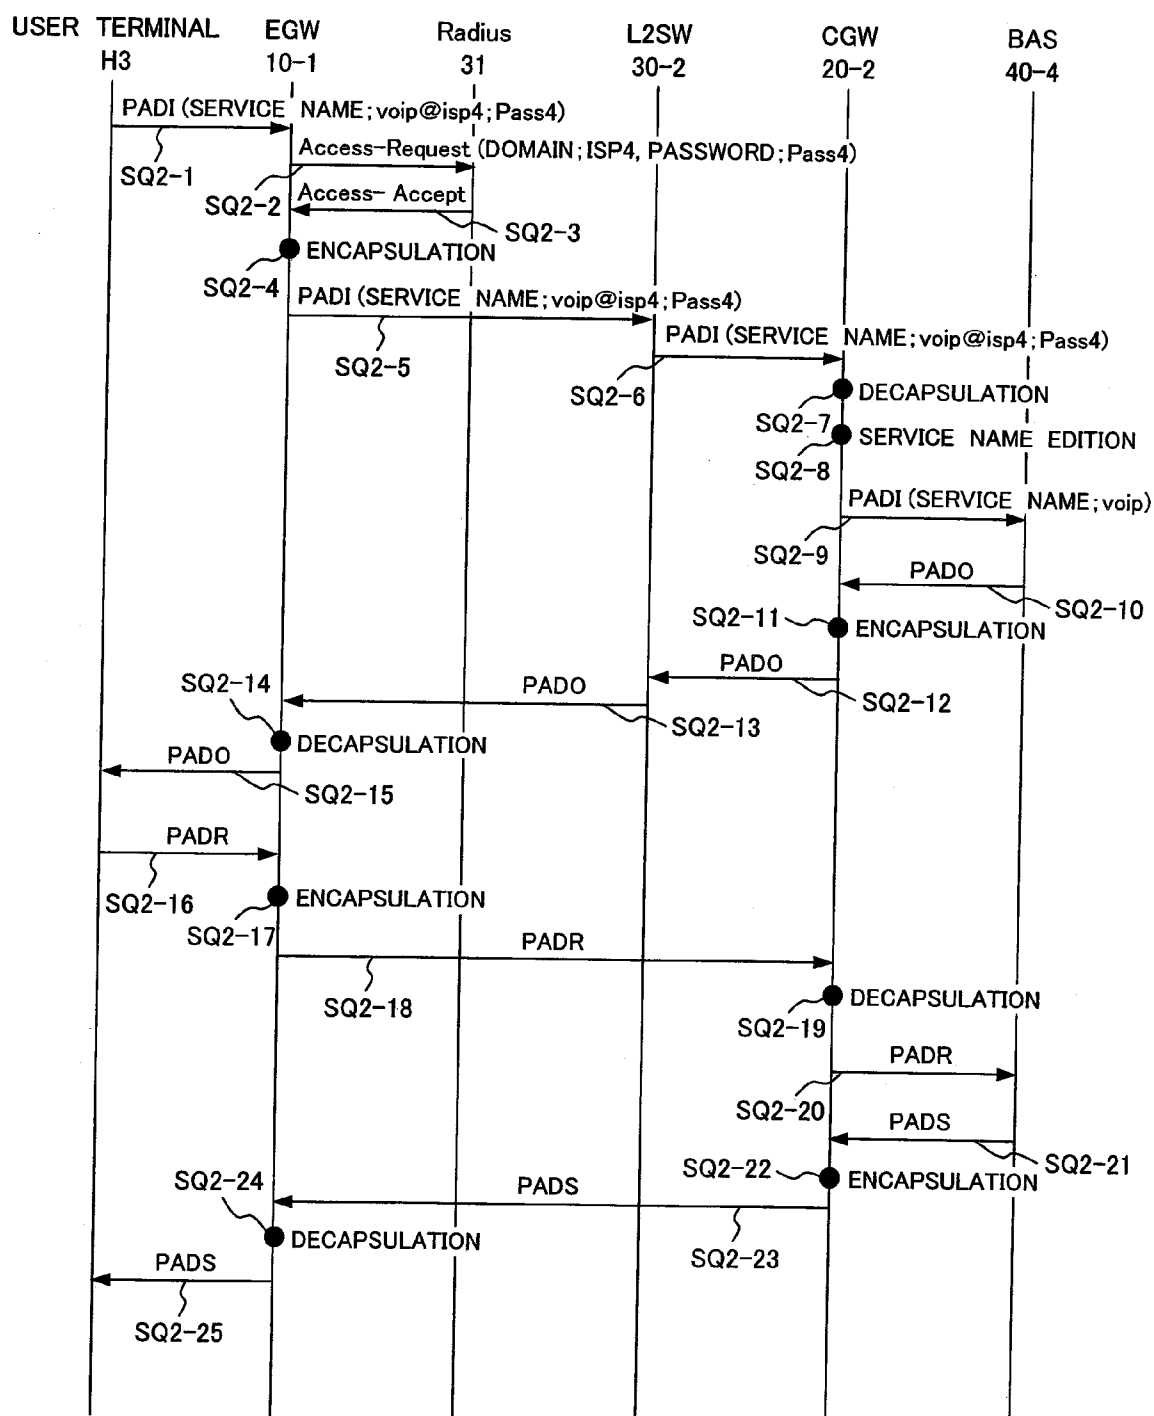 USER TERMINAL EGW Radius L2SW CGW BAS
H3 10-1 31 30-2 20-2 40-4
PADI (SERVICE NAME;voip@isp4;Pass4)
SQ2-1
Access-Request (DOMAIN;ISP4, PASSWORD;Pass4)
SQ2-2
Access- Accept
SQ2-3
ENCAPSULATION
SQ2-4
PADI (SERVICE NAME;voip@isp4;Pass4)
SQ2-5
PADI (SERVICE NAME;voip@isp4;Pass4)
SQ2-6
DECAPSULATION
SQ2-7
SERVICE NAME EDITION
SQ2-8
PADI (SERVICE NAME;voip)
SQ2-9
PADO
SQ2-10
SQ2-11
ENCAPSULATION
PADO
SQ2-12
PADO
SQ2-13
SQ2-14
DECAPSULATION
PADO
SQ2-15
PADR
SQ2-16
ENCAPSULATION
SQ2-17
PADR
SQ2-18
DECAPSULATION
SQ2-19
PADR
SQ2-20
PADS
SQ2-21
SQ2-22
ENCAPSULATION
PADS
SQ2-23
SQ2-24
DECAPSULATION
PADS
SQ2-25